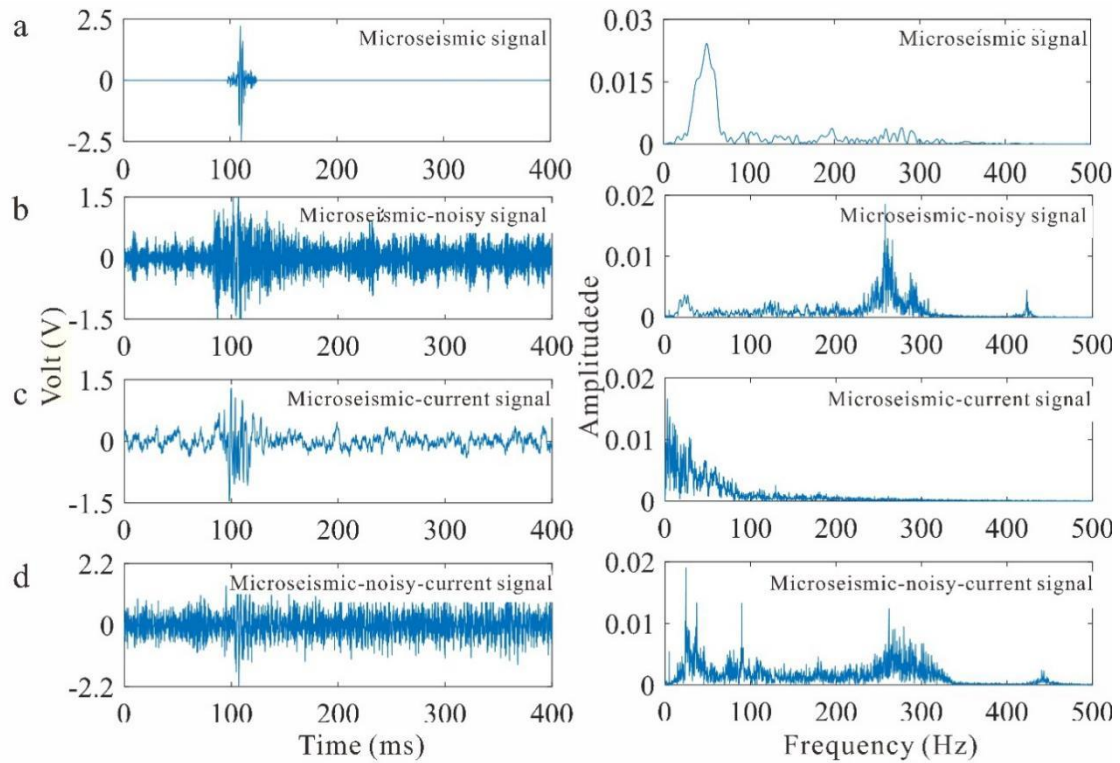 a
2.5
0
-2.5
Microseismic signal
0 100 200 300 400
0.03
0.015
0
Microseismic signal
0 100 200 300 400 500
b
1.5
0
-1.5
Microseismic-noisy signal
0 100 200 300 400
0.02
0.01
0
Microseismic-noisy signal
0 100 200 300 400 500
Volt (V)
Amplitudede
c
1.5
0
-1.5
Microseismic-current signal
0 100 200 300 400
0.02
0.01
0
Microseismic-current signal
0 100 200 300 400 500
d
2.2
0
-2.2
Microseismic-noisy-current signal
0 100 200 300 400
Time (ms)
0.02
0.01
0
Microseismic-noisy-current signal
0 100 200 300 400 500
Frequency (Hz)